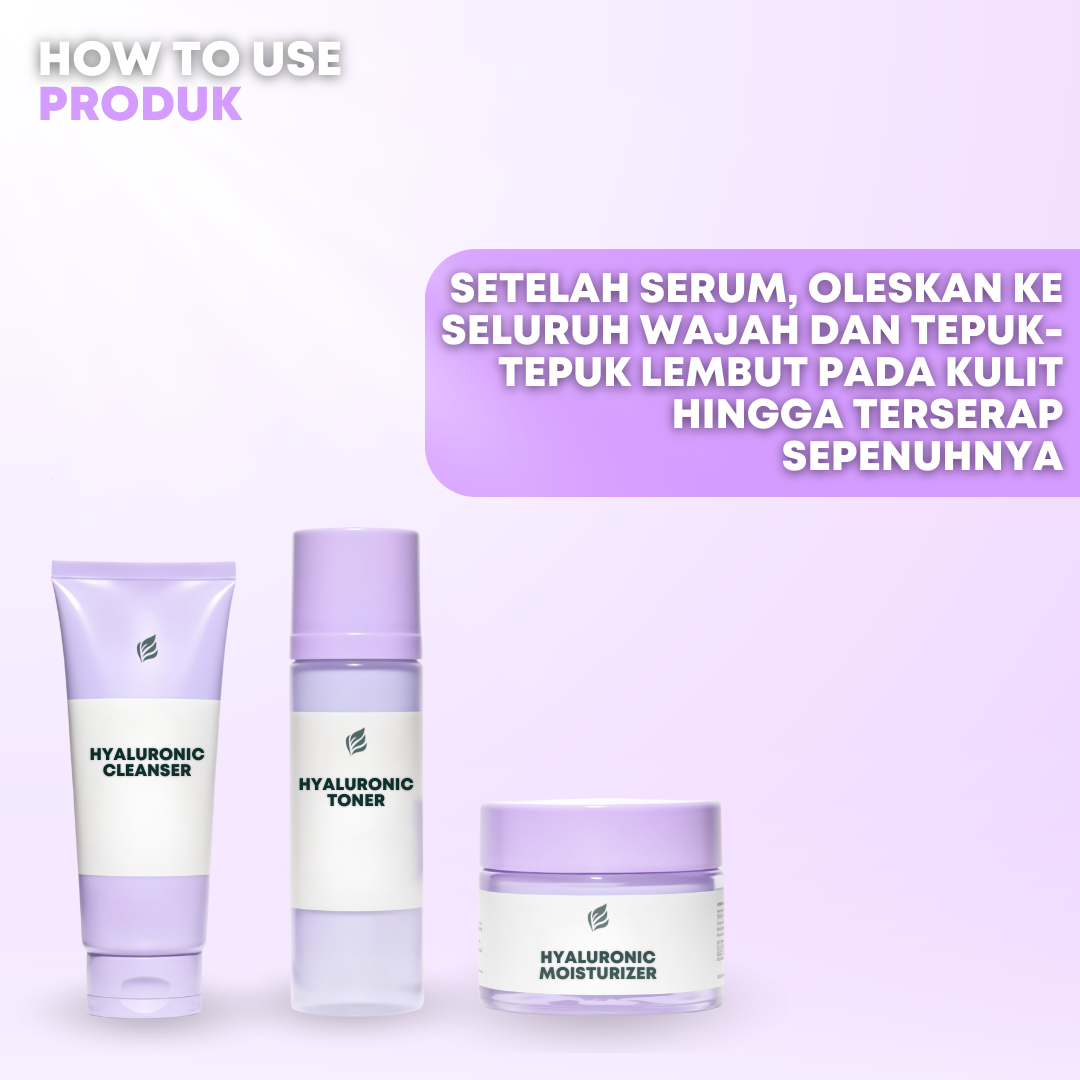 HOW TO USE
PRODUK
SETELAH SERUM, OLESKAN KE
SELURUH WAJAH DAN TEPUK-
TEPUK LEMBUT PADA KULIT
HINGGA TERSERAP
SEPENUHNYA
HYALURONIC
CLEANSER
HYALURONIC
TONER
HYALURONIC
MOISTURIZER